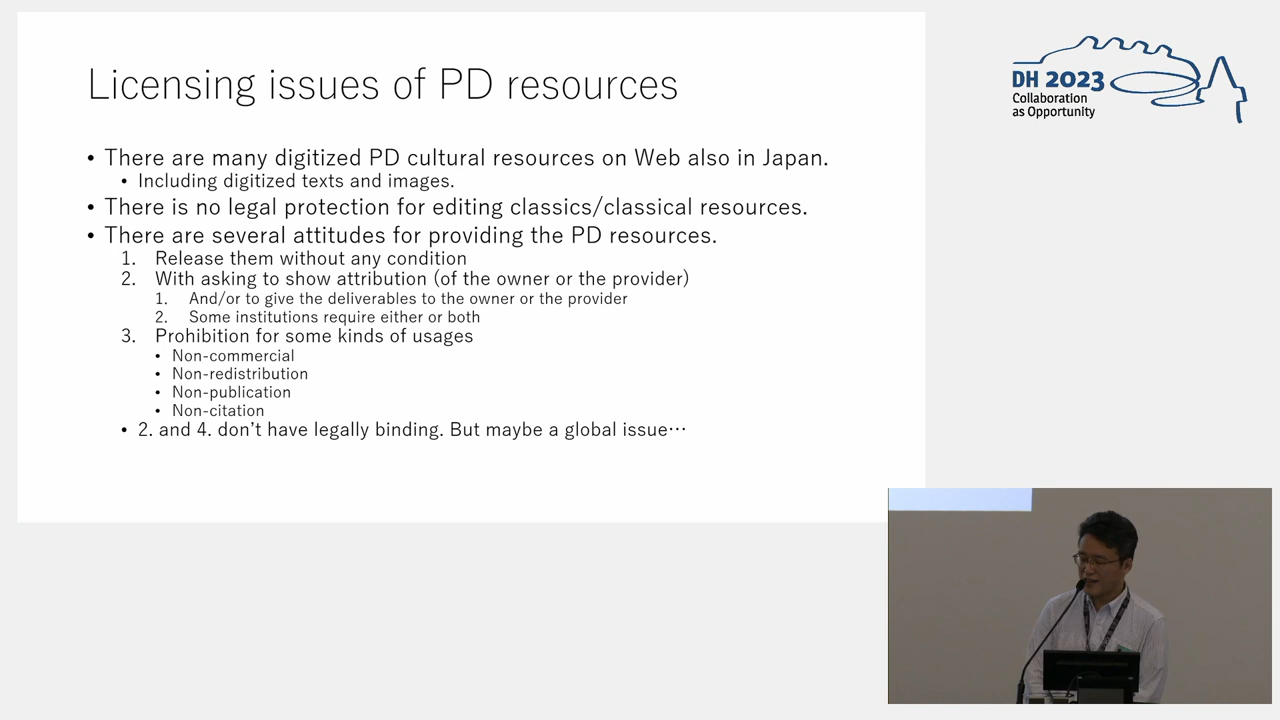 Licensing issues of PD resources
• There are many digitized PD cultural resources on Web also in Japan.
• Including digitized texts and images.
• There is no legal protection for editing classics/classical resources.
• There are several attitudes for providing the PD resources.
1. Release them without any condition
2. With asking to show attribution (of the owner or the provider)
1. And/or to give the deliverables to the owner or the provider
2. Some institutions require either or both
3. Prohibition for some kinds of usages
• Non-commercial
• Non-redistribution
• Non-publication
• Non-citation
• 2. and 4. don’t have legally binding. But maybe a global issue…
DH 2023
Collaboration
as Opportunity